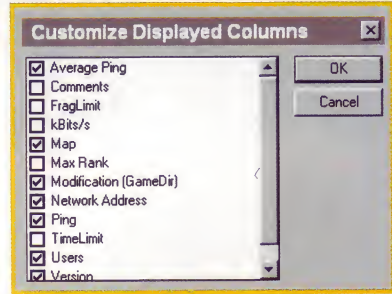 Customize Displayed Columns
Average Ping
Comments
FragLimit
kBits/s
Map
Max Rank
Modification (GameDir)
Network Address
Ping
TimeLimit
Users
Version
OK
Cancel